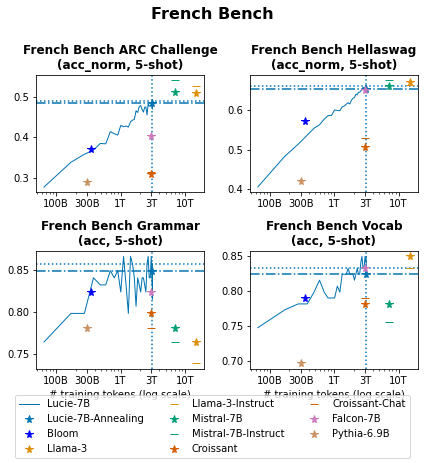 French Bench
French Bench ARC Challenge
(acc_norm, 5-shot)
French Bench Hellaswag
(acc_norm, 5-shot)
0.5
0.4
0.3
100B 300B 1T 3T 10T
0.6
0.5
0.4
100B 300B 1T 3T 10T
French Bench Grammar
(acc, 5-shot)
French Bench Vocab
(acc, 5-shot)
0.85
0.80
0.75
100B 300B 1T 3T 10T
# training tokens (log scale)
0.85
0.80
0.75
0.70
100B 300B 1T 3T 10T
# training tokens (log scale)
Lucie-7B
Lucie-7B-Annealing
Bloom
Llama-3
Llama-3-Instruct
Mistral-7B
Mistral-7B-Instruct
Croissant
Croissant-Chat
Falcon-7B
Pythia-6.9B